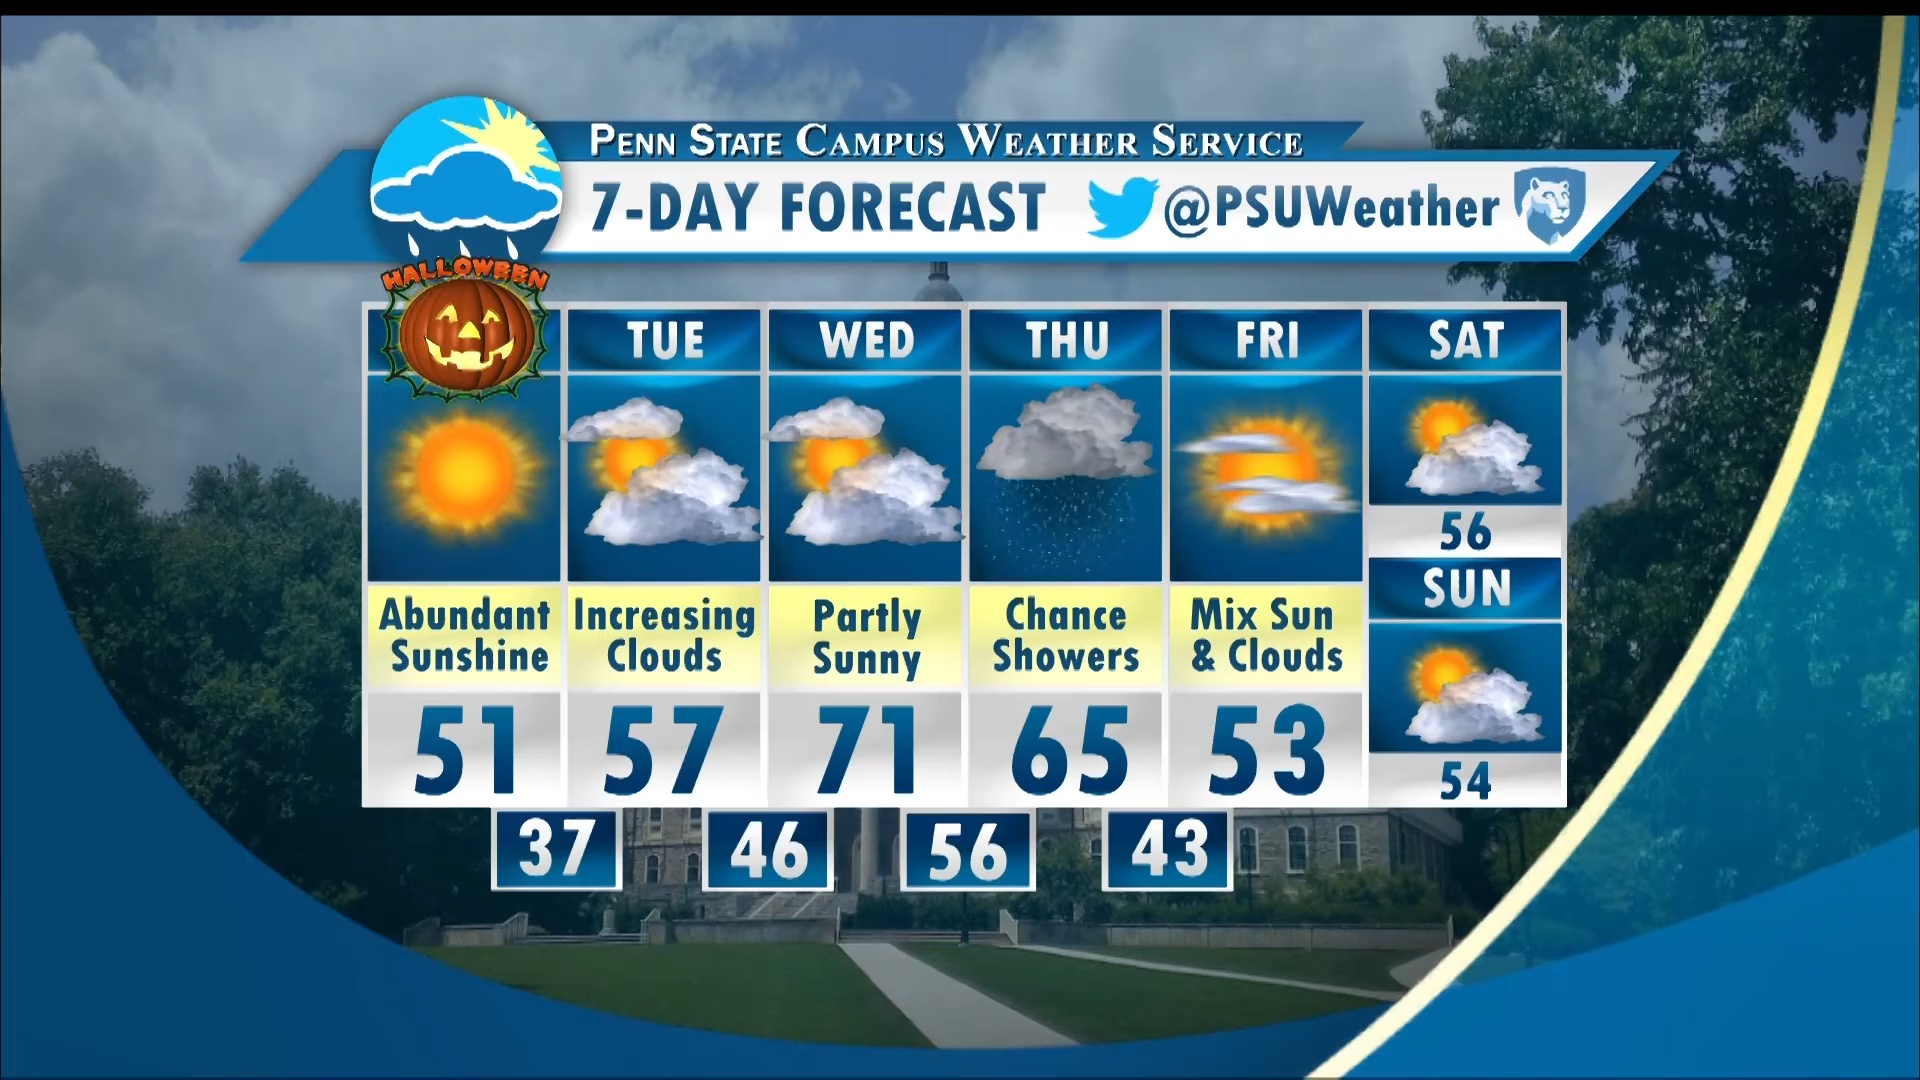 PENN STATE CAMPUS WEATHER SERVICE
7-DAY FORECAST @PSUWeather
HALLOWEEN
TUE
WED
THU
FRI
SAT
56
SUN
54
Abundant
Sunshine
Increasing
Clouds
Partly
Sunny
Chance
Showers
Mix Sun
& Clouds
51
57
71
65
53
37
46
56
43